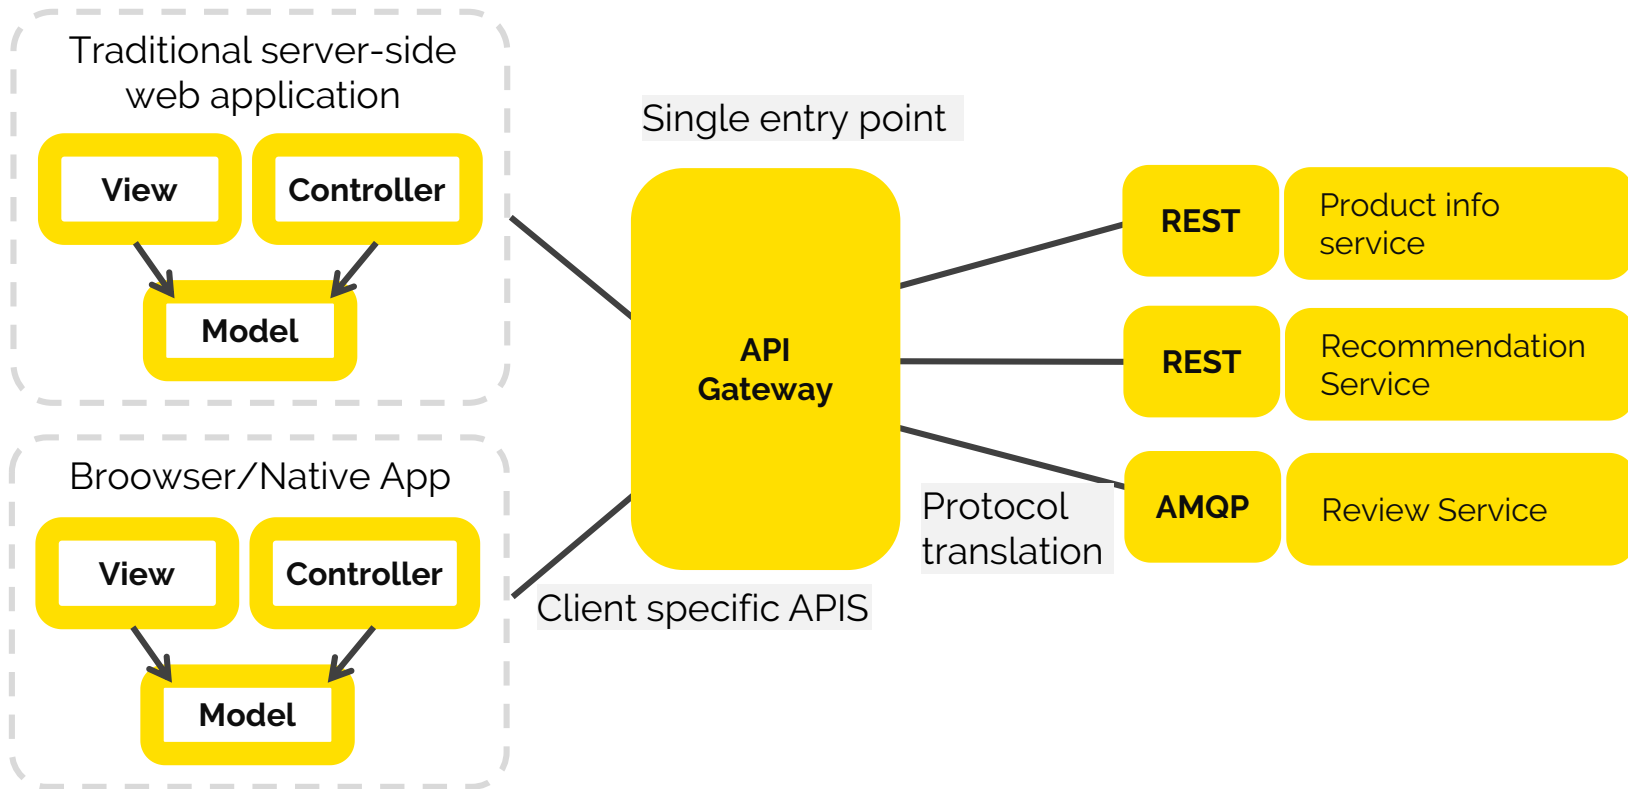 Traditional server-side
web application
View
Controller
Model
Broowser/Native App
View
Controller
Model
Single entry point
API
Gateway
Client specific APIS
Protocol
translation
REST
Product info
service
REST
Recommendation
Service
AMQP
Review Service